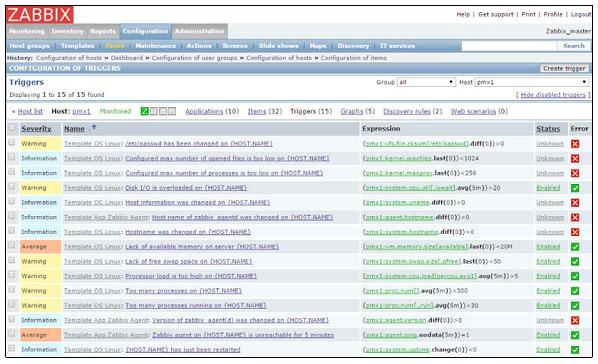 ZABBIX
Help | Get support | Print | Profile | Logout
Monitoring Inventory Reports Configuration Administration Zabbix_master
Host groups | Templates | Hosts | Maintenance | Actions | Screens | Slide shows | Maps | Discovery | IT services Search
History: Configuration of hosts » Dashboard » Configuration of user groups » Configuration of hosts » Configuration of items
CONFIGURATION OF TRIGGERS Create trigger
Triggers Group all Host pmx1
Displaying 1 to 15 of 15 found [ Hide disabled triggers ]
« Host list Host: pmx1 Monitored Applications (10) Items (32) Triggers (15) Graphs (5) Discovery rules (2) Web scenarios (0)
Severity Name Expression Status Error
Warning Template OS Linux: /etc/passwd has been changed on {HOST.NAME} {pmx1:vfs.file.cksum[/etc/passwd].diff(0)}>0 Unknown
Information Template OS Linux: Configured max number of opened files is too low on {HOST.NAME} {pmx1:kernel.maxfiles.last(0)}<1024 Unknown
Information Template OS Linux: Configured max number of processes is too low on {HOST.NAME} {pmx1:kernel.maxproc.last(0)}<256 Unknown
Warning Template OS Linux: Disk I/O is overloaded on {HOST.NAME} {pmx1:system.cpu.util[,iowait].avg(5m)}>20 Enabled
Information Template OS Linux: Host information was changed on {HOST.NAME} {pmx1:system.uname.diff(0)}>0 Unknown
Information Template App Zabbix Agent: Host name of zabbix_agentd was changed on {HOST.NAME} {pmx1:agent.hostname.diff(0)}>0 Unknown
Information Template OS Linux: Hostname was changed on {HOST.NAME} {pmx1:system.hostname.diff(0)}>0 Unknown
Average Template OS Linux: Lack of available memory on server {HOST.NAME} {pmx1:vm.memory.size[available].last(0)}<20M Enabled
Warning Template OS Linux: Lack of free swap space on {HOST.NAME} {pmx1:system.swap.size[,pfree].last(0)}<50 Enabled
Warning Template OS Linux: Processor load is too high on {HOST.NAME} {pmx1:system.cpu.load[percpu,avg1].avg(5m)}>5 Enabled
Warning Template OS Linux: Too many processes on {HOST.NAME} {pmx1:proc.num[].avg(5m)}>300 Enabled
Warning Template OS Linux: Too many processes running on {HOST.NAME} {pmx1:proc.num[,,run].avg(5m)}>30 Enabled
Information Template App Zabbix Agent: Version of zabbix_agent(d) was changed on {HOST.NAME} {pmx1:agent.version.diff(0)}>0 Unknown
Average Template App Zabbix Agent: Zabbix agent on {HOST.NAME} is unreachable for 5 minutes {pmx1:agent.ping.nodata(5m)}=1 Enabled
Information Template OS Linux: {HOST.NAME} has just been restarted {pmx1:system.uptime.change(0)}<0 Enabled